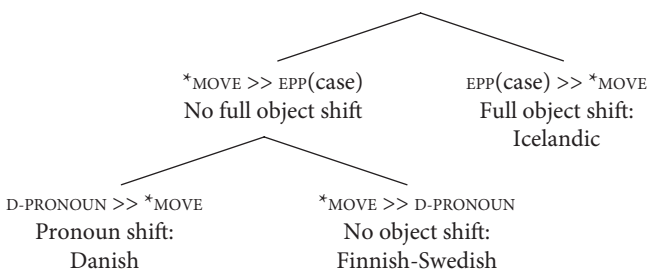 *MOVE >> EPP(case) EPP(case) >> *MOVE
No full object shift Full object shift:
Icelandic
D-PRONOUN >> *MOVE *MOVE >> D-PRONOUN
Pronoun shift: No object shift:
Danish Finnish-Swedish